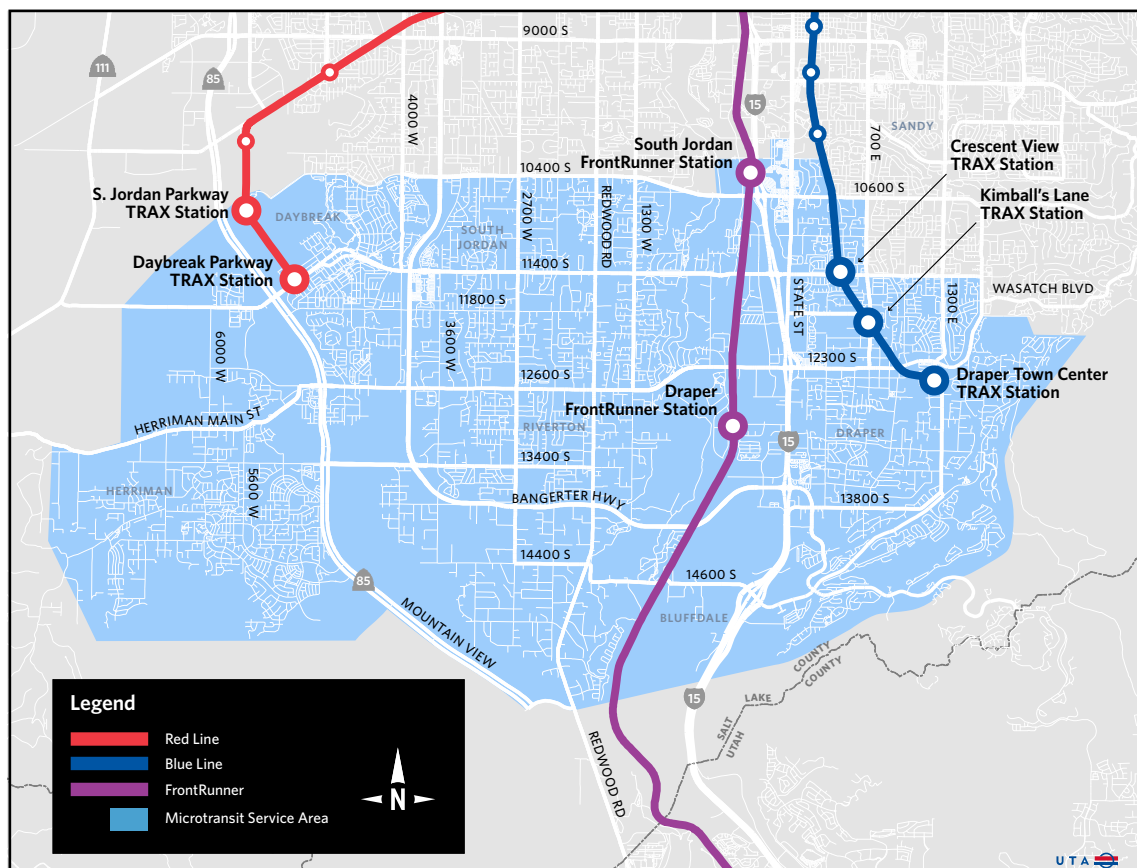 9000 S
111
85
4000 W
15
700 E
SANDY
South Jordan
FrontRunner Station
Crescent View
TRAX Station
10400 S
10600 S
S. Jordan Parkway
TRAX Station
DAYBREAK
2700 W
REDWOOD RD
1300 W
Kimball's Lane
TRAX Station
SOUTH
JORDAN
Daybreak Parkway
TRAX Station
11400 S
11800 S
STATE ST
1300 E
WASATCH BLVD
6000 W
3600 W
12300 S
12600 S
Draper
FrontRunner Station
Draper Town Center
TRAX Station
HERRIMAN MAIN ST
RIVERTON
15
DRAPER
13400 S
HERRIMAN
5600 W
BANGERTER HWY
13800 S
14400 S
14600 S
85
MOUNTAIN VIEW
BLUFFDALE
15
SALT LAKE COUNTY
UTAH COUNTY
REDWOOD RD
Legend
Red Line
Blue Line
FrontRunner
Microtransit Service Area
N
UTA